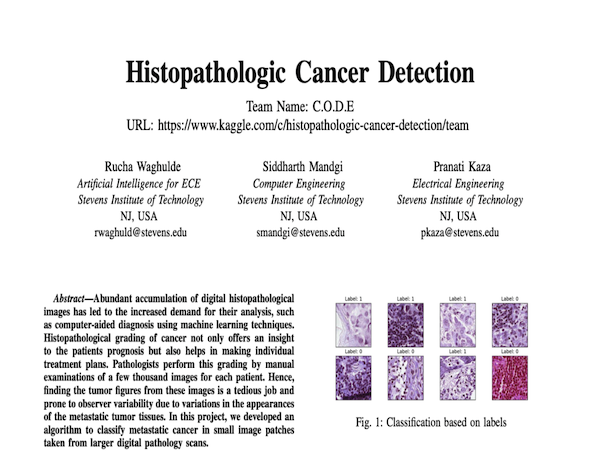 Histopathologic Cancer Detection
Team Name: C.O.D.E
URL: https://www.kaggle.com/c/histopathologic-cancer-detection/team
Rucha Waghulde
Artificial Intelligence for ECE
Stevens Institute of Technology
NJ, USA
rwaghuld@stevens.edu
Siddharth Mandgi
Computer Engineering
Stevens Institute of Technology
NJ, USA
smandgi@stevens.edu
Pranati Kaza
Electrical Engineering
Stevens Institute of Technology
NJ, USA
pkaza@stevens.edu
Abstract—Abundant accumulation of digital histopathological
images has led to the increased demand for their analysis, such
as computer-aided diagnosis using machine learning techniques.
Histopathological grading of cancer not only offers an insight
to the patients prognosis but also helps in making individual
treatment plans. Pathologists perform this grading by manual
examinations of a few thousand images for each patient. Hence,
finding the tumor figures from these images is a tedious job and
prone to observer variability due to variations in the appearances
of the metastatic tumor tissues. In this project, we developed an
algorithm to classify metastatic cancer in small image patches
taken from larger digital pathology scans.
Label: 1 Label: 1 Label: 1 Label: 0
Label: 0 Label: 0 Label: 0 Label: 0
Fig. 1: Classification based on labels